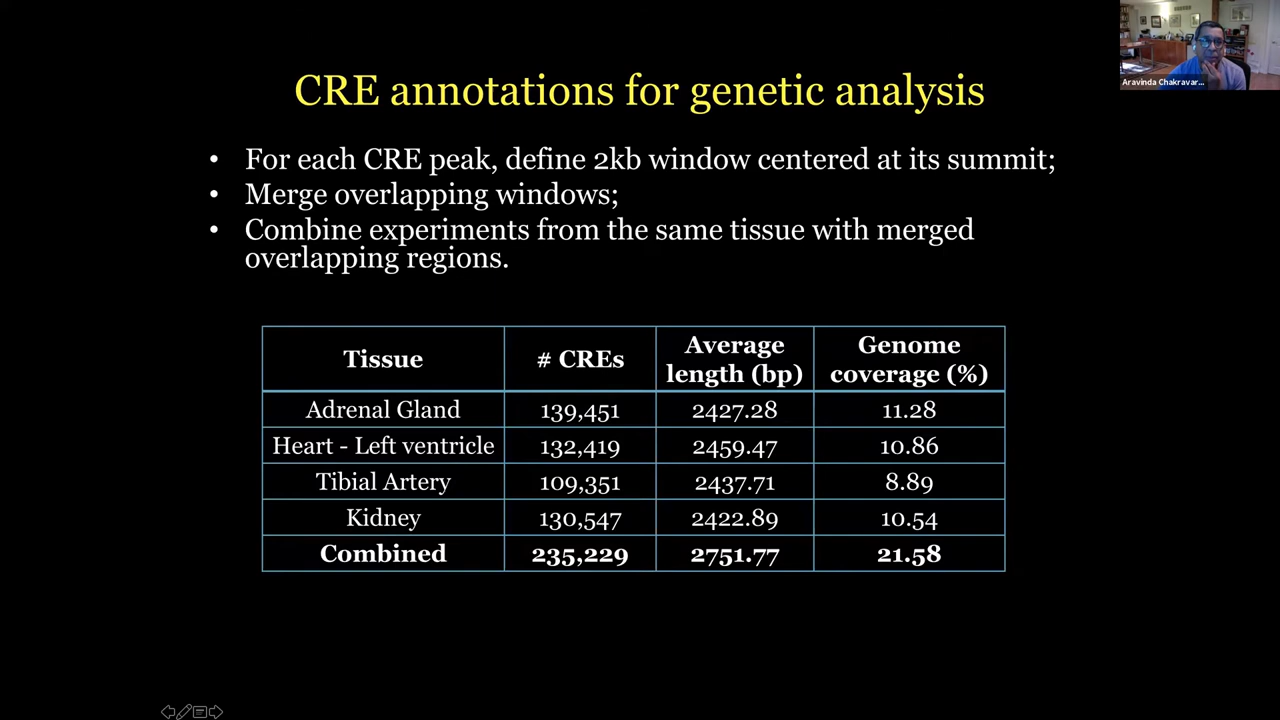 Aravinda Chakravar...
CRE annotations for genetic analysis
• For each CRE peak, define 2kb window centered at its summit;
• Merge overlapping windows;
• Combine experiments from the same tissue with merged
overlapping regions.
Tissue # CREs Average length (bp) Genome coverage (%)
Adrenal Gland 139,451 2427.28 11.28
Heart - Left ventricle 132,419 2459.47 10.86
Tibial Artery 109,351 2437.71 8.89
Kidney 130,547 2422.89 10.54
Combined 235,229 2751.77 21.58